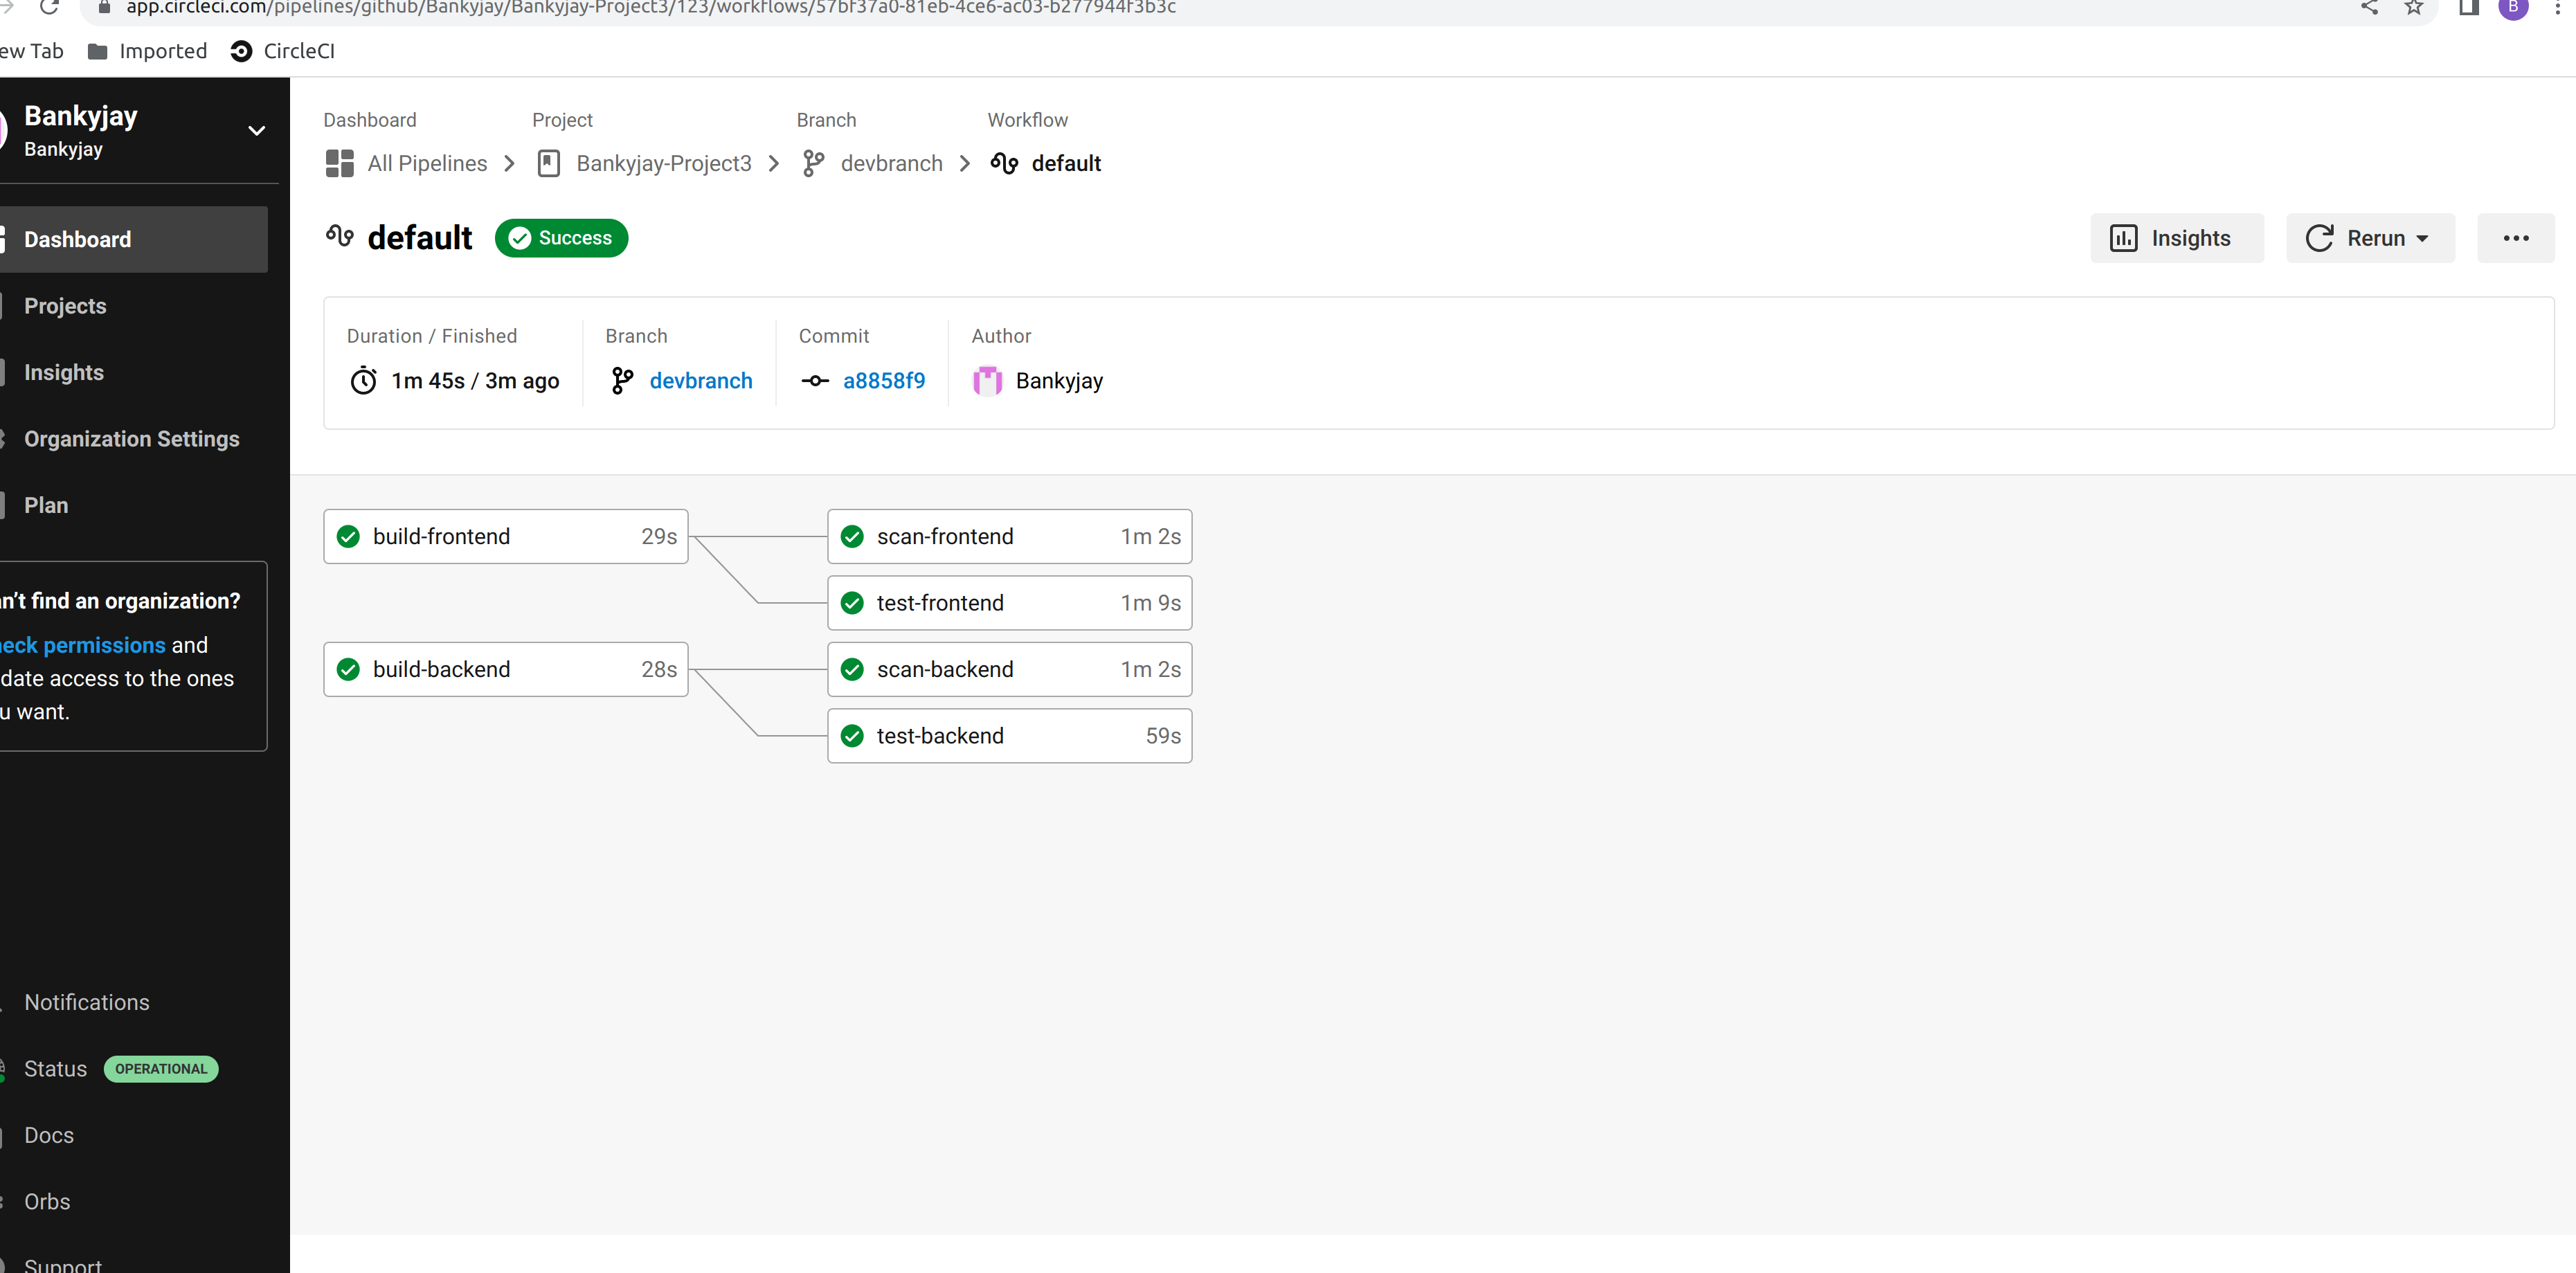 app.circleci.com/pipelines/github/Bankyjay/Bankyjay-Project3/123/workflows/57bf37a0-81eb-4ce6-ac03-b277944f3b3c
B
ew Tab Imported CircleCI
Bankyjay
Bankyjay
Dashboard
Projects
Insights
Organization Settings
Plan
n't find an organization?
eck permissions and
date access to the ones
u want.
Notifications
Status OPERATIONAL
Docs
Orbs
Support
Dashboard Project Branch Workflow
All Pipelines Bankyjay-Project3 devbranch default
default Success Insights Rerun
Duration / Finished Branch Commit Author
1m 45s / 3m ago devbranch a8858f9 Bankyjay
build-frontend 29s scan-frontend 1m 2s
test-frontend 1m 9s
build-backend 28s scan-backend 1m 2s
test-backend 59s